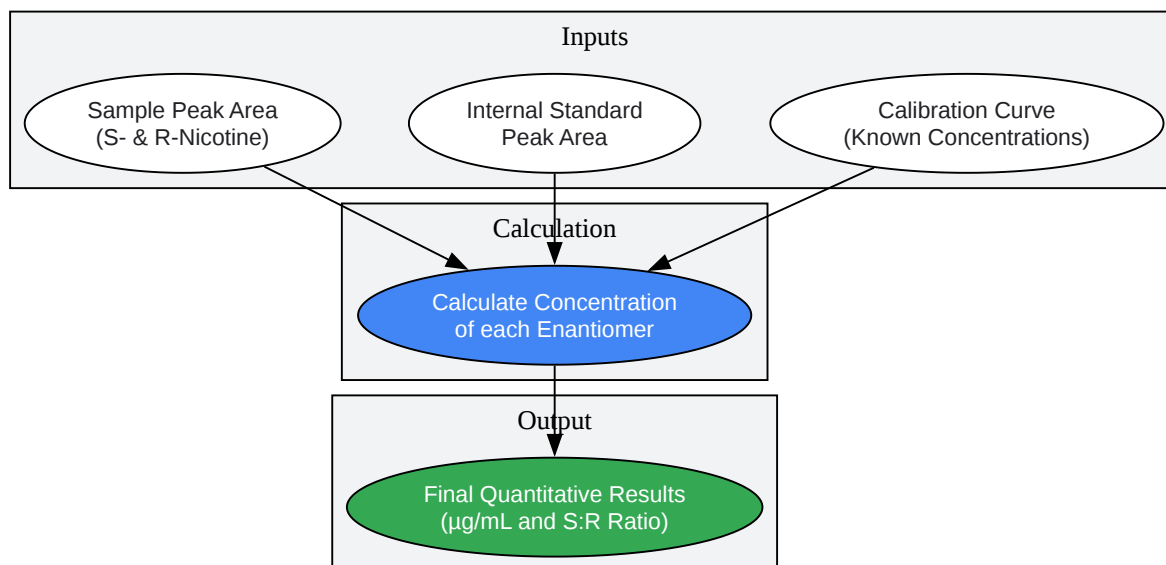 Inputs
Sample Peak Area
(S- & R-Nicotine)
Internal Standard
Peak Area
Calibration Curve
(Known Concentrations)
Calculation
Calculate Concentration
of each Enantiomer
Output
Final Quantitative Results
(µg/mL and S:R Ratio)